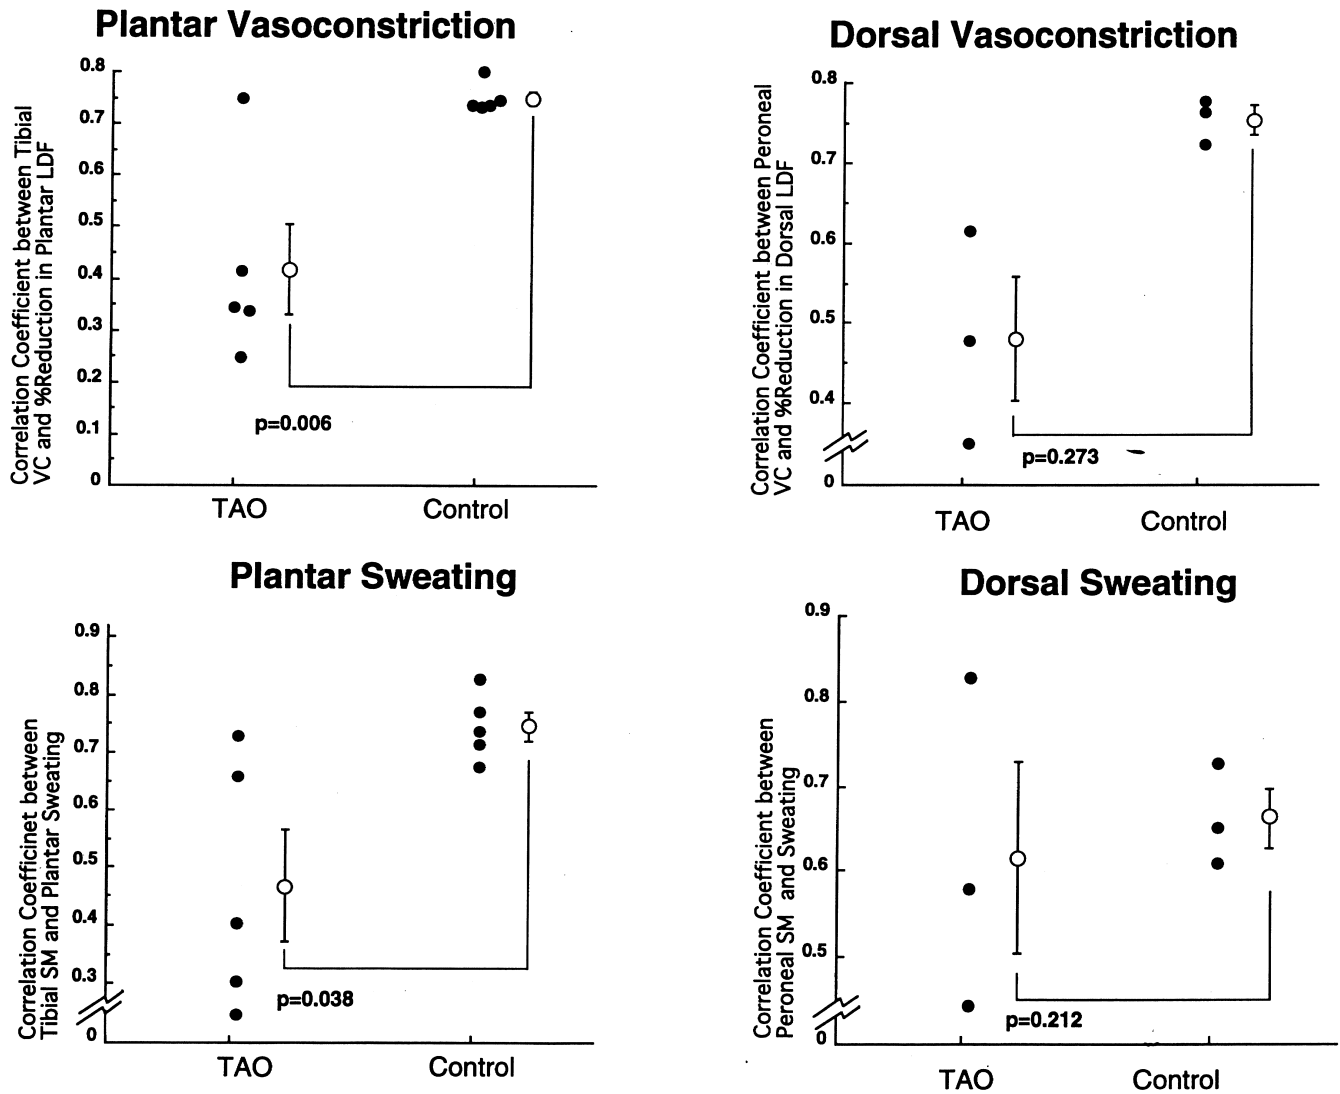 Plantar Vasoconstriction
Correlation Coefficient between Tibial
VC and %Reduction in Plantar LDF
0.8
0.7
0.6
0.5
0.4
0.3
0.2
0.1
0
p=0.006
TAO
Control
Dorsal Vasoconstriction
Correlation Coefficient between Peroneal
VC and %Reduction in Dorsal LDF
0.8
0.7
0.6
0.5
0.4
0
p=0.273
TAO
Control
Plantar Sweating
Correlation Coefficinet between
Tibial SM and Plantar Sweating
0.9
0.8
0.7
0.6
0.5
0.4
0.3
0
p=0.038
TAO
Control
Dorsal Sweating
Correlation Coefficient between
Peroneal SM and Sweating
0.9
0.8
0.7
0.6
0.5
0
p=0.212
TAO
Control